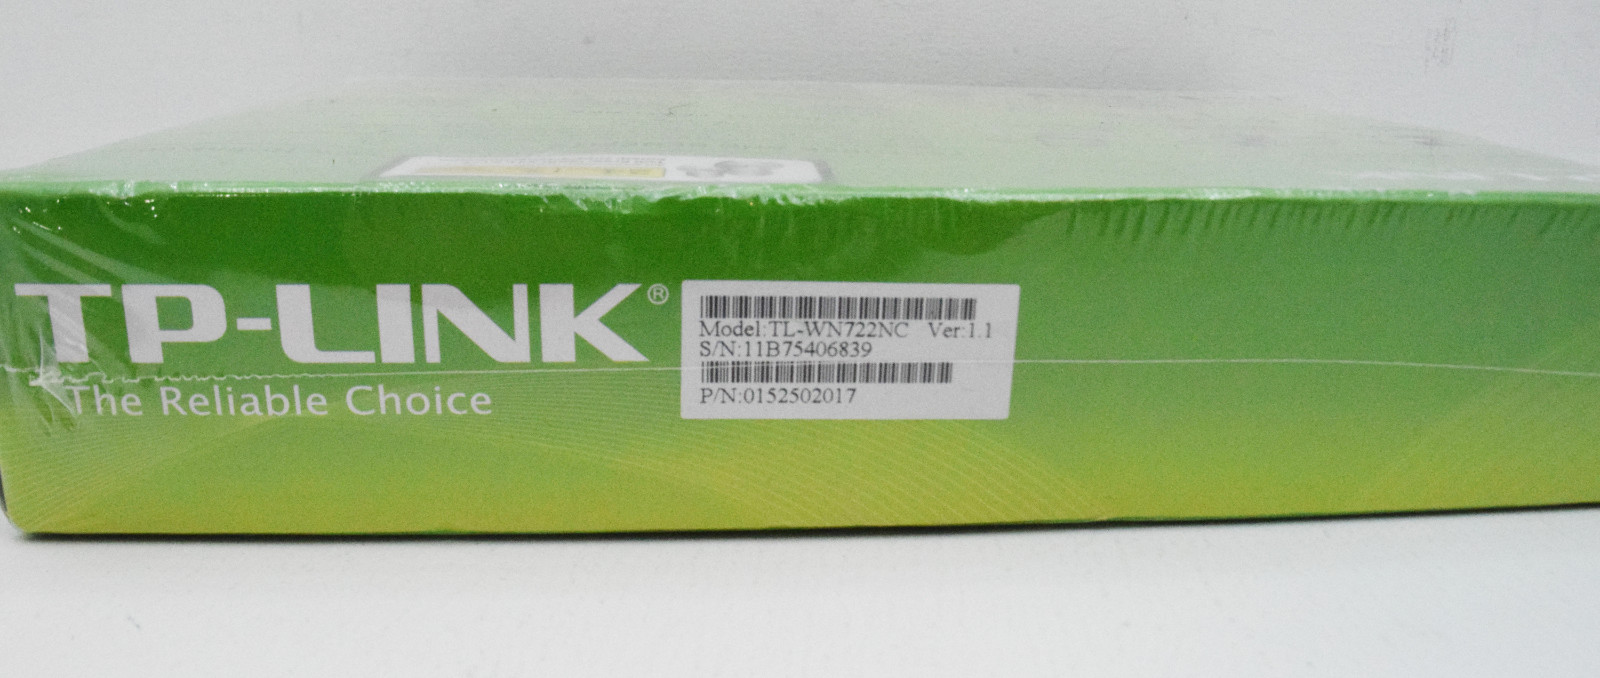 TP-LINK®
The Reliable Choice
Model:TL-WN722NC Ver:1.1
S/N:11B75406839
P/N:0152502017